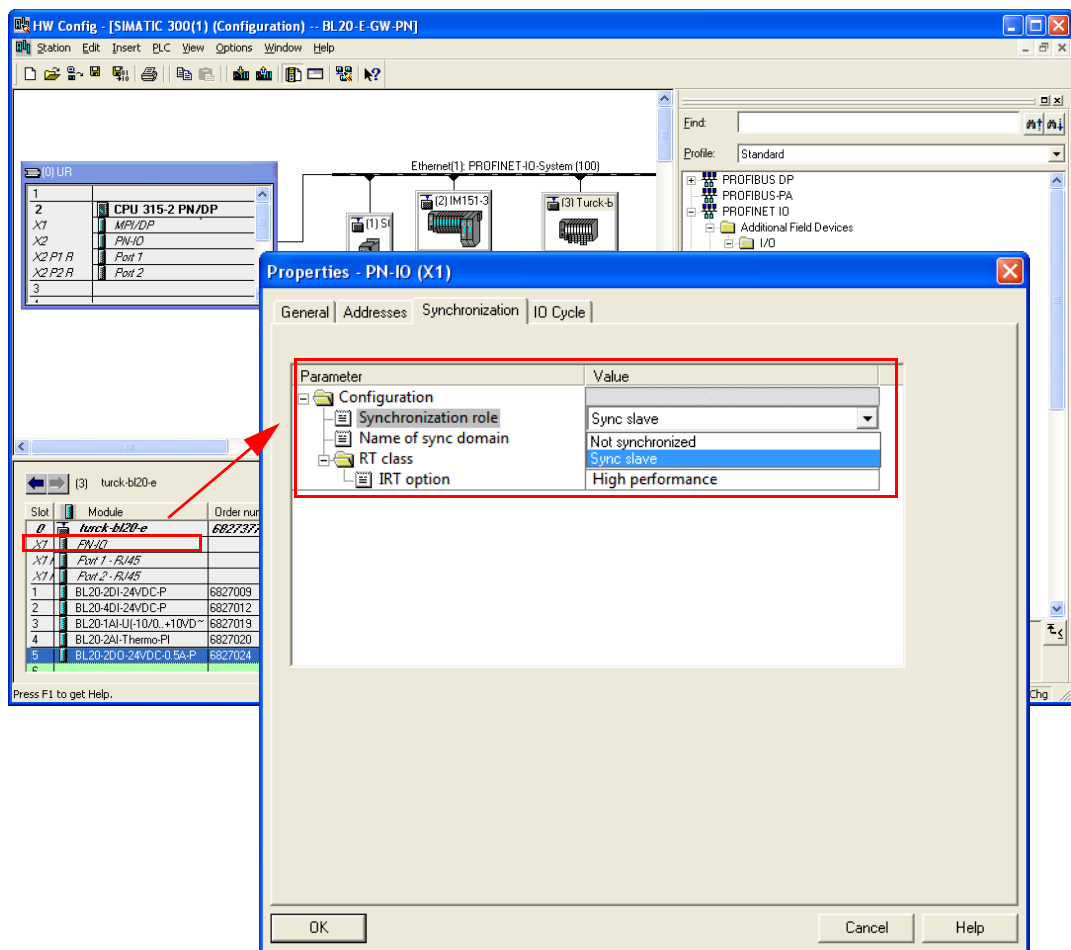 HW Config - [SIMATIC 300(1) (Configuration) -- BL20-E-GW-PN]
Station Edit Insert PLC View Options Window Help
(0) UR
1
2 CPU 315-2 PN/DP
X1 MPI/DP
X2 PN-IO
X2 P1 R Port 1
X2 P2 R Port 2
3
Ethernet(1): PROFINET-IO-System (100)
(1) SI
(2) IM151-3
(3) Turck-b
Find:
Profile: Standard
PROFIBUS DP
PROFIBUS-PA
PROFINET IO
Additional Field Devices
I/O
Properties - PN-IO (X1)
General Addresses Synchronization IO Cycle
Parameter Value
Configuration
Synchronization role Sync slave
Name of sync domain Not synchronized
RT class Sync slave
IRT option High performance
(3) turck-bl20-e
Slot Module Order num
0 turck-bl20-e 6827377
X1 PN-IO
X1 Port 1 - RJ45
X1 Port 2 - RJ45
1 BL20-2DI-24VDC-P 6827009
2 BL20-4DI-24VDC-P 6827012
3 BL20-1AI-U(-10/0..+10VD~ 6827019
4 BL20-2AI-Thermo-PI 6827020
5 BL20-2DO-24VDC-0.5A-P 6827024
Press F1 to get Help.
Chg
OK Cancel Help